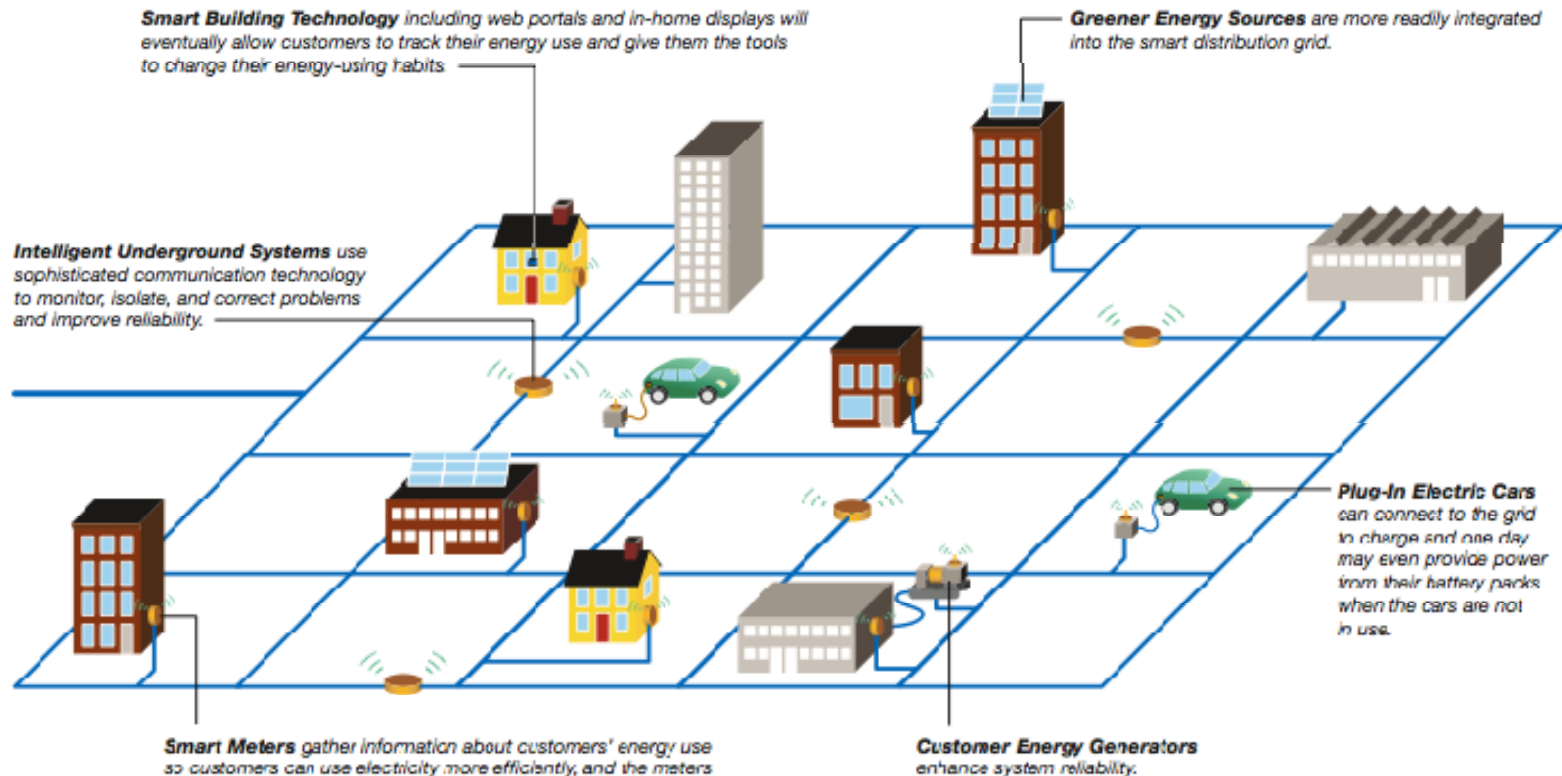 Smart Building Technology including web portals and in-home displays will
eventually allow customers to track their energy use and give them the tools
to change their energy-using habits.
Greener Energy Sources are more readily integrated
into the smart distribution grid.
Intelligent Underground Systems use
sophisticated communication technology
to monitor, isolate, and correct problems
and improve reliability.
Plug-In Electric Cars
can connect to the grid
to charge and one day
may even provide power
from their battery packs
when the cars are not
in use.
Smart Meters gather information about customers' energy use
so customers can use electricity more efficiently, and the meters
Customer Energy Generators
enhance system reliability.